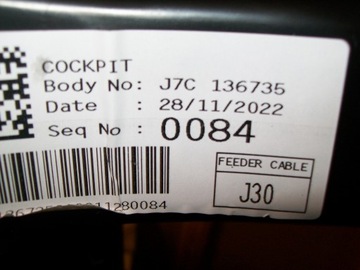 COCKPIT
Body No: J7C 136735
Date : 28/11/2022
Seq No : 0084
FEEDER CABLE
J30